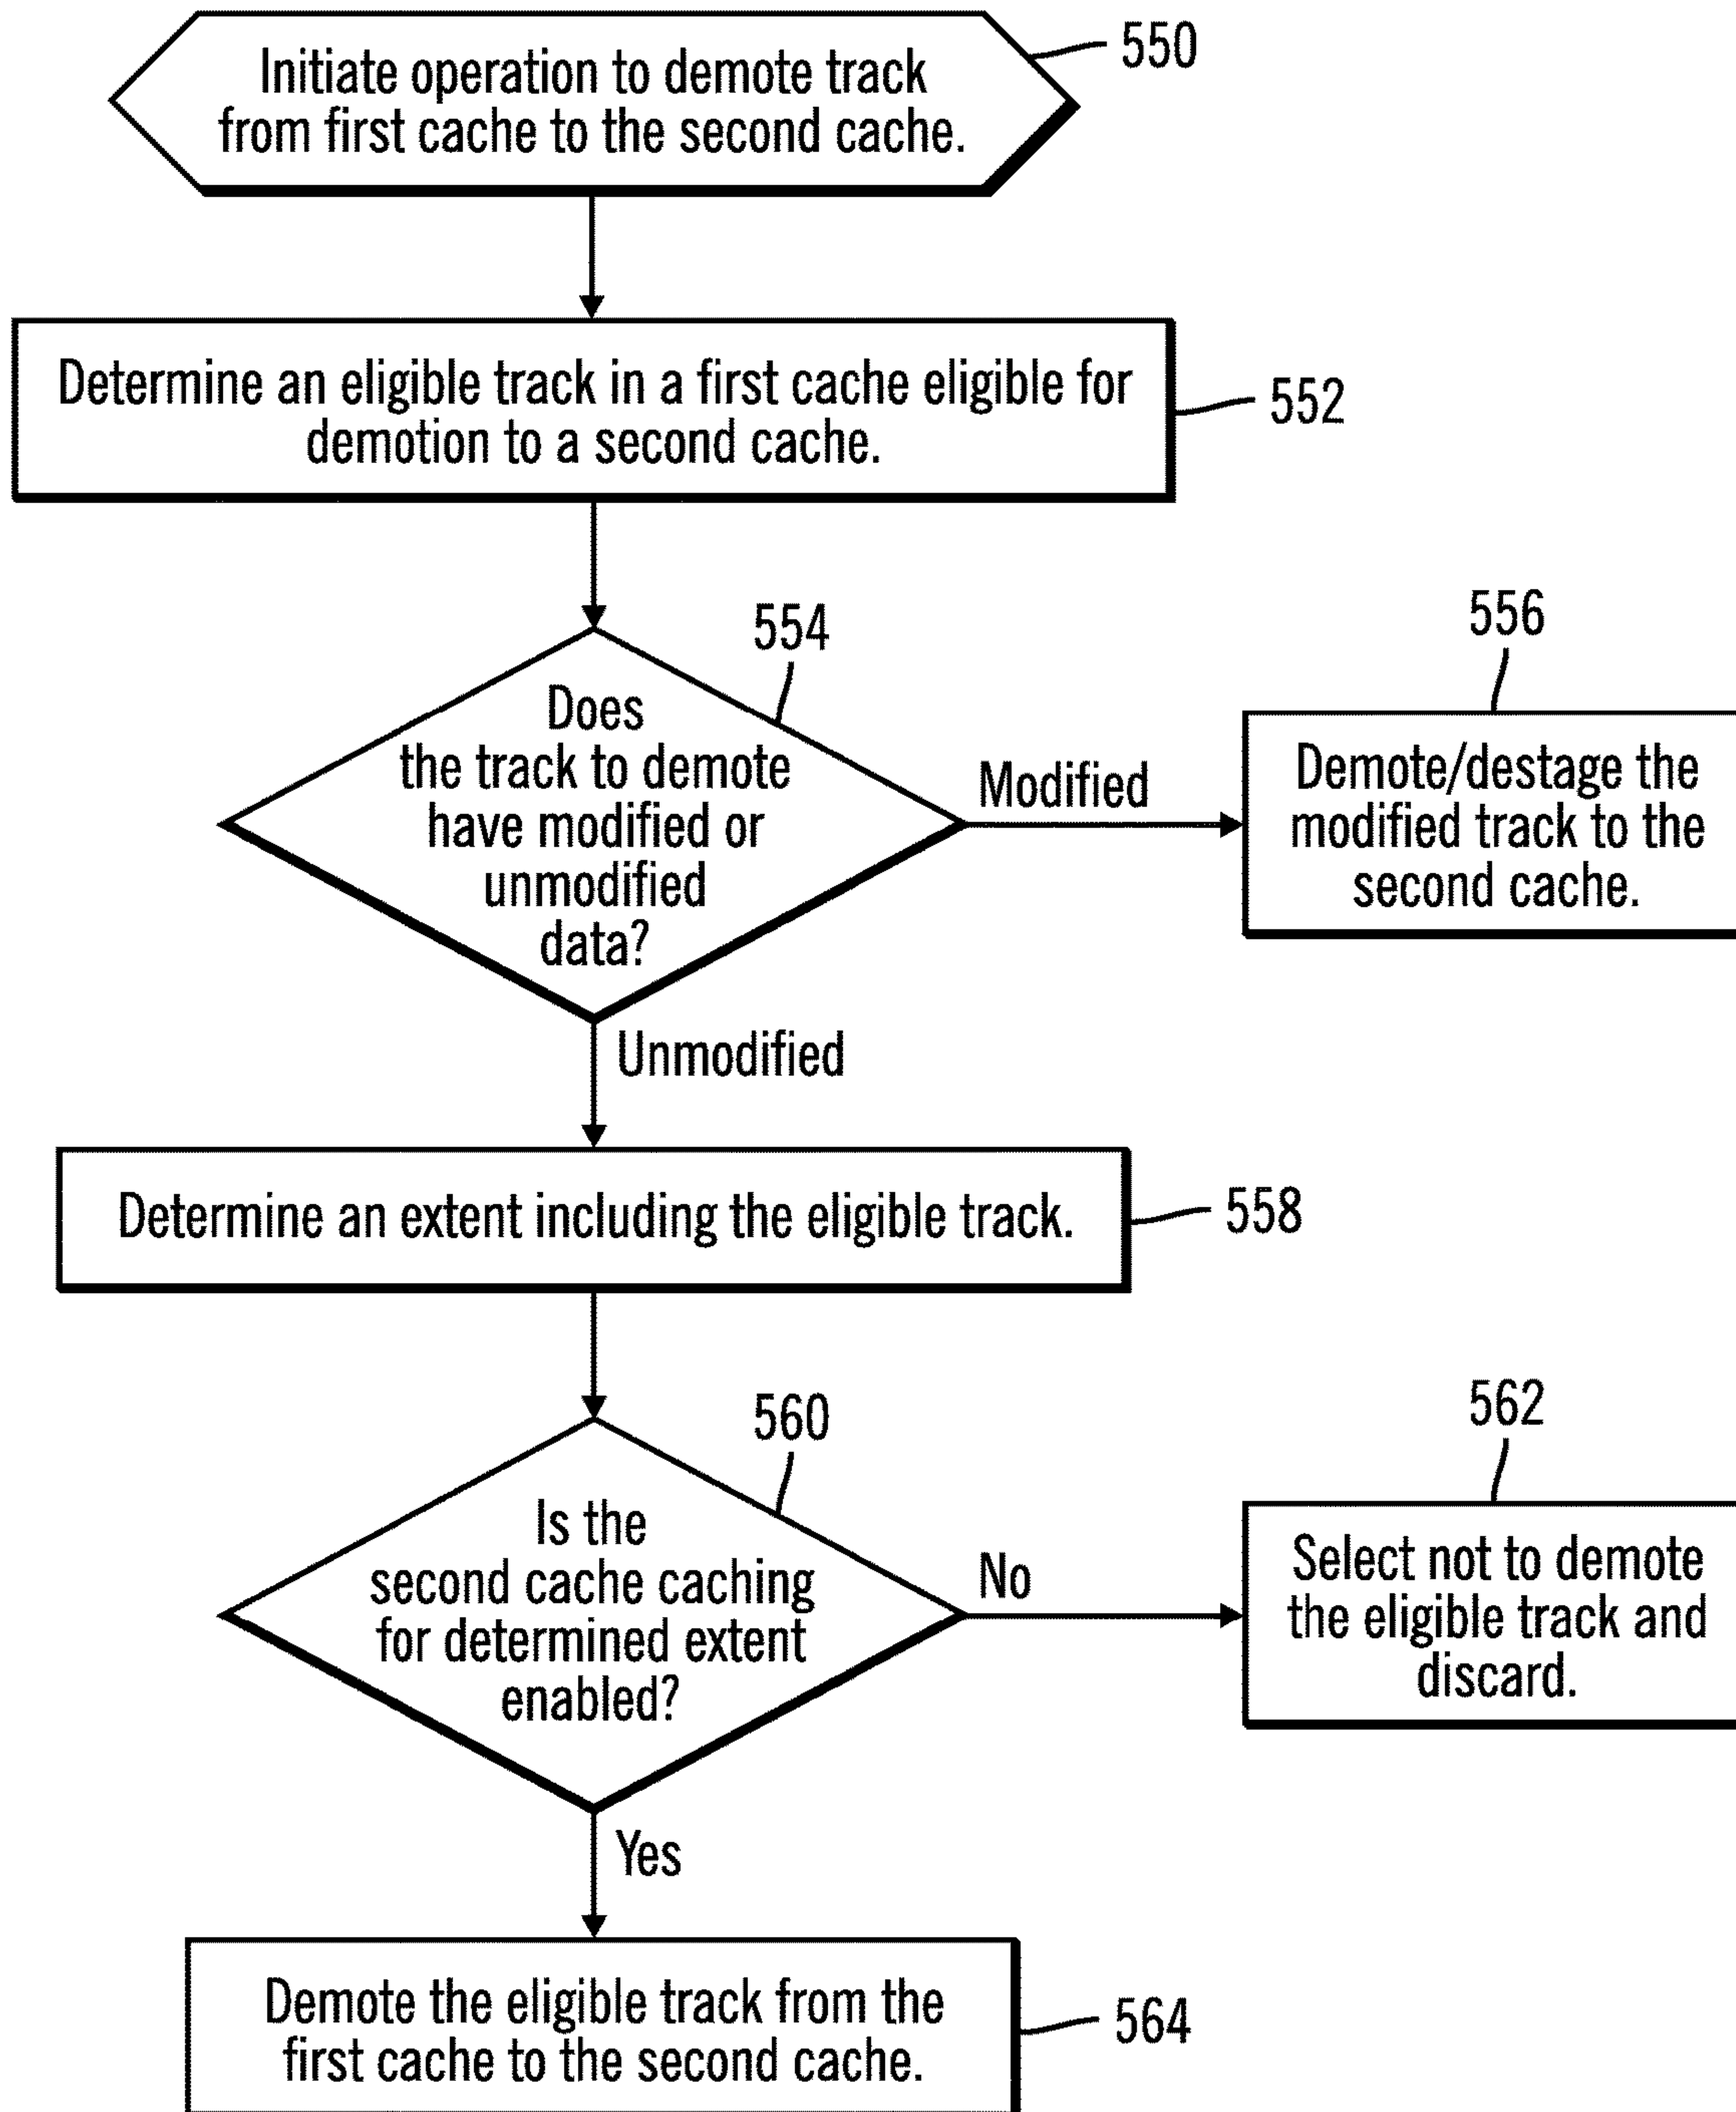 Initiate operation to demote track
from first cache to the second cache.
550
Determine an eligible track in a first cache eligible for
demotion to a second cache.
552
554
Does
the track to demote
have modified or
unmodified
data?
Modified
556
Demote/destage the
modified track to the
second cache.
Unmodified
Determine an extent including the eligible track.
558
560
Is the
second cache caching
for determined extent
enabled?
No
562
Select not to demote
the eligible track and
discard.
Yes
Demote the eligible track from the
first cache to the second cache.
564